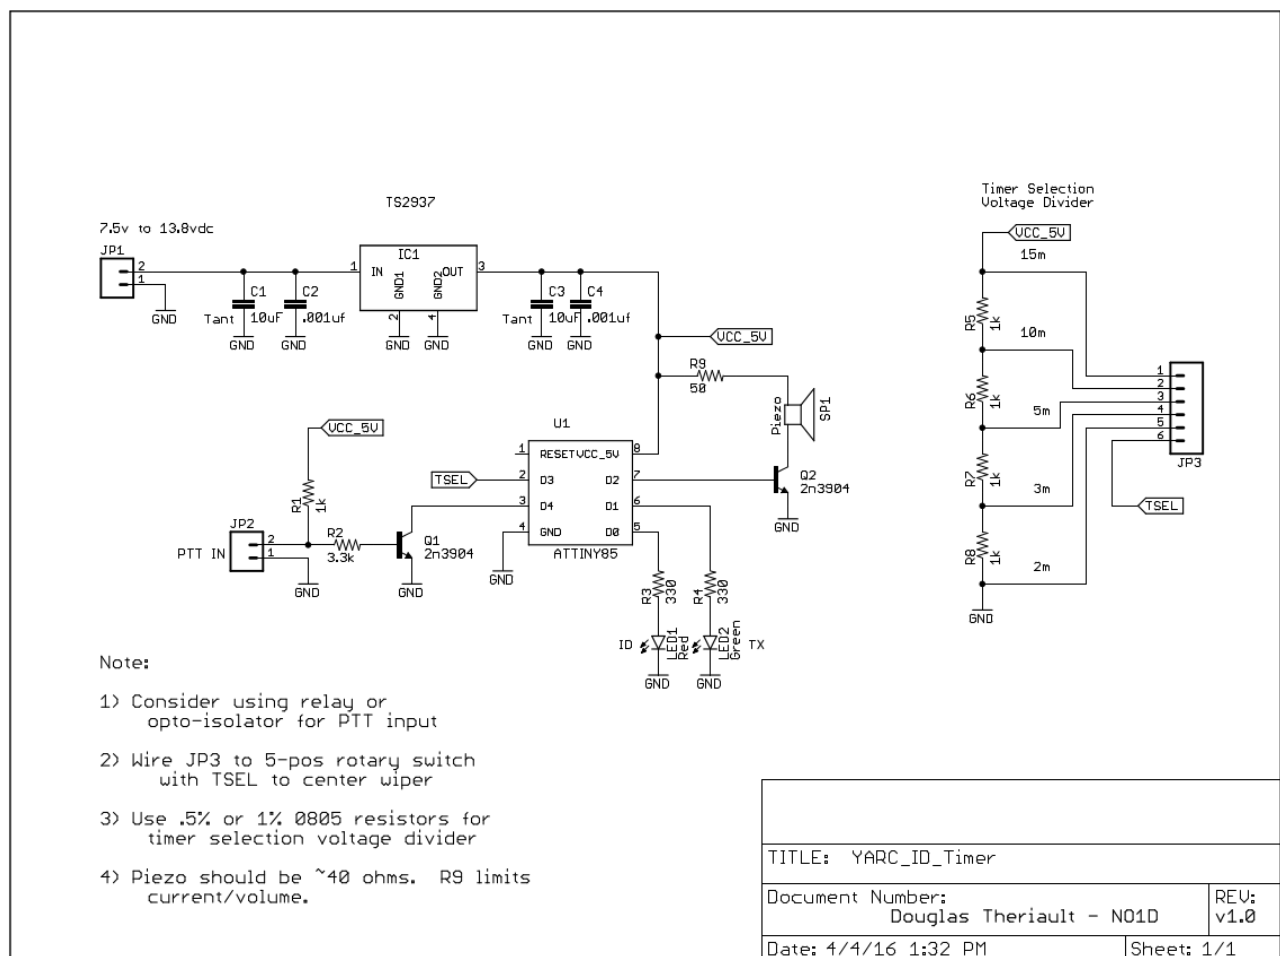 TS2937
7.5v to 13.8vdc
JP1
2
1
GND
C1
Tant 10uF
GND
C2
.001uf
GND
1
IN
IC1
GND1
GND2
OUT
3
2
4
GND
GND
C3
Tant 10uF
GND
C4
.001uf
GND
VCC_5V
R9
50
Piezo
SP1
VCC_5V
R1
1k
JP2
PTT IN
2
1
GND
R2
3.3k
Q1
2n3904
GND
TSEL
U1
1 RESET VCC_5V 8
2 D3 D2 7
3 D4 D1 6
4 GND D0 5
ATTINY85
GND
Q2
2n3904
GND
R3
330
R4
330
ID
LED1
Red
LED2
Green
TX
GND
GND
Timer Selection
Voltage Divider
VCC_5V
15m
R5
1k
10m
R6
1k
5m
R7
1k
3m
R8
1k
2m
GND
1
2
3
4
5
6
JP3
TSEL
Note:
1) Consider using relay or
opto-isolator for PTT input
2) Wire JP3 to 5-pos rotary switch
with TSEL to center wiper
3) Use .5% or 1% 0805 resistors for
timer selection voltage divider
4) Piezo should be ~40 ohms. R9 limits
current/volume.
TITLE: YARC_ID_Timer
Document Number:
Douglas Theriault - NO1D
REV:
v1.0
Date: 4/4/16 1:32 PM
Sheet: 1/1